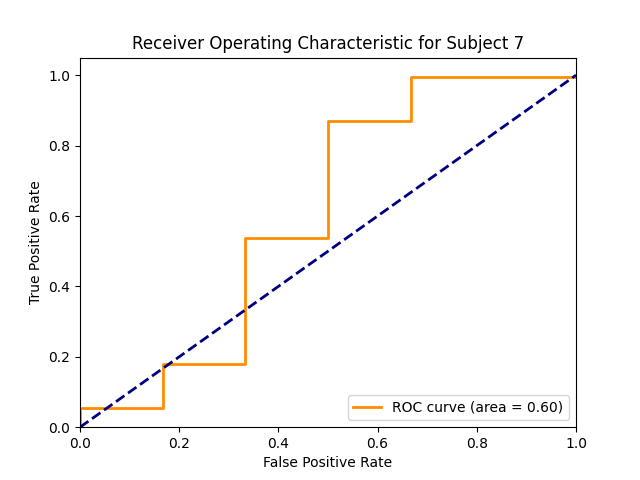 Receiver Operating Characteristic for Subject 7
True Positive Rate
1.0
0.8
0.6
0.4
0.2
0.0
ROC curve (area = 0.60)
0.0 0.2 0.4 0.6 0.8 1.0
False Positive Rate